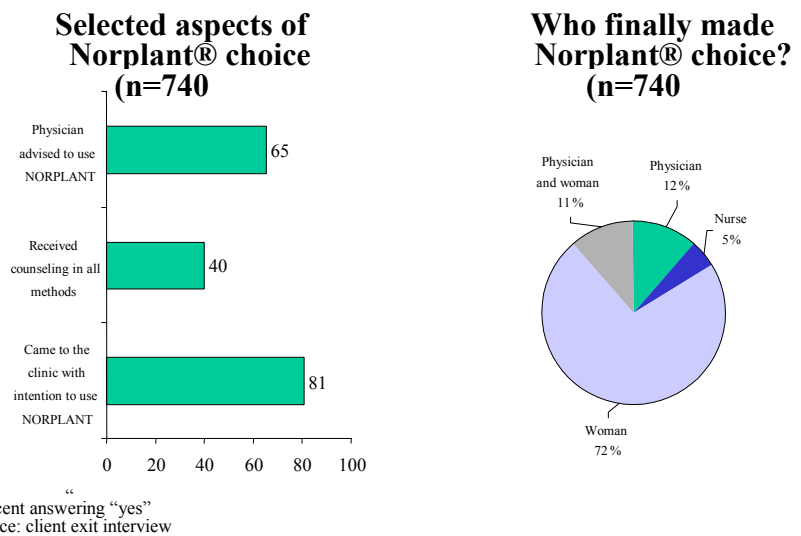 Selected aspects of
Norplant® choice
(n=740
Physician
advised to use
NORPLANT
65
Received
counseling in all
methods
40
Came to the
clinic with
intention to use
NORPLANT
81
0 20 40 60 80 100
“
cent answering “yes”
ce: client exit interview
Who finally made
Norplant® choice?
(n=740
Physician
and woman
11%
Physician
12%
Nurse
5%
Woman
72%